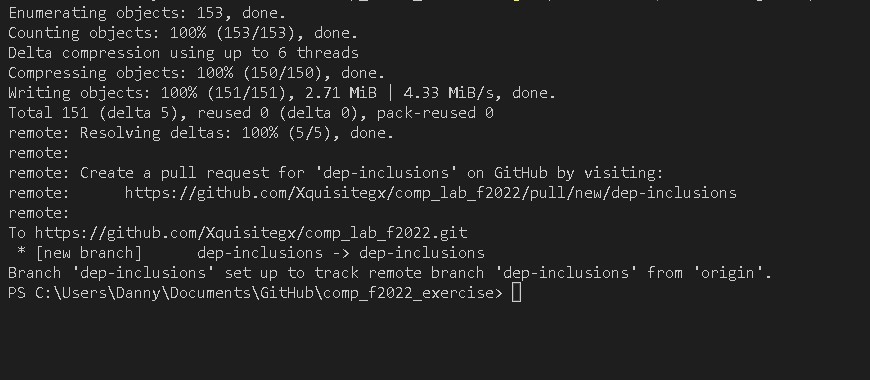 Enumerating objects: 153, done.
Counting objects: 100% (153/153), done.
Delta compression using up to 6 threads
Compressing objects: 100% (150/150), done.
Writing objects: 100% (151/151), 2.71 MiB | 4.33 MiB/s, done.
Total 151 (delta 5), reused 0 (delta 0), pack-reused 0
remote: Resolving deltas: 100% (5/5), done.
remote:
remote: Create a pull request for 'dep-inclusions' on GitHub by visiting:
remote:      https://github.com/Xquisitegx/comp_lab_f2022/pull/new/dep-inclusions
remote:
To https://github.com/Xquisitegx/comp_lab_f2022.git
 * [new branch]      dep-inclusions -> dep-inclusions
Branch 'dep-inclusions' set up to track remote branch 'dep-inclusions' from 'origin'.
PS C:\Users\Danny\Documents\GitHub\comp_f2022_exercise>